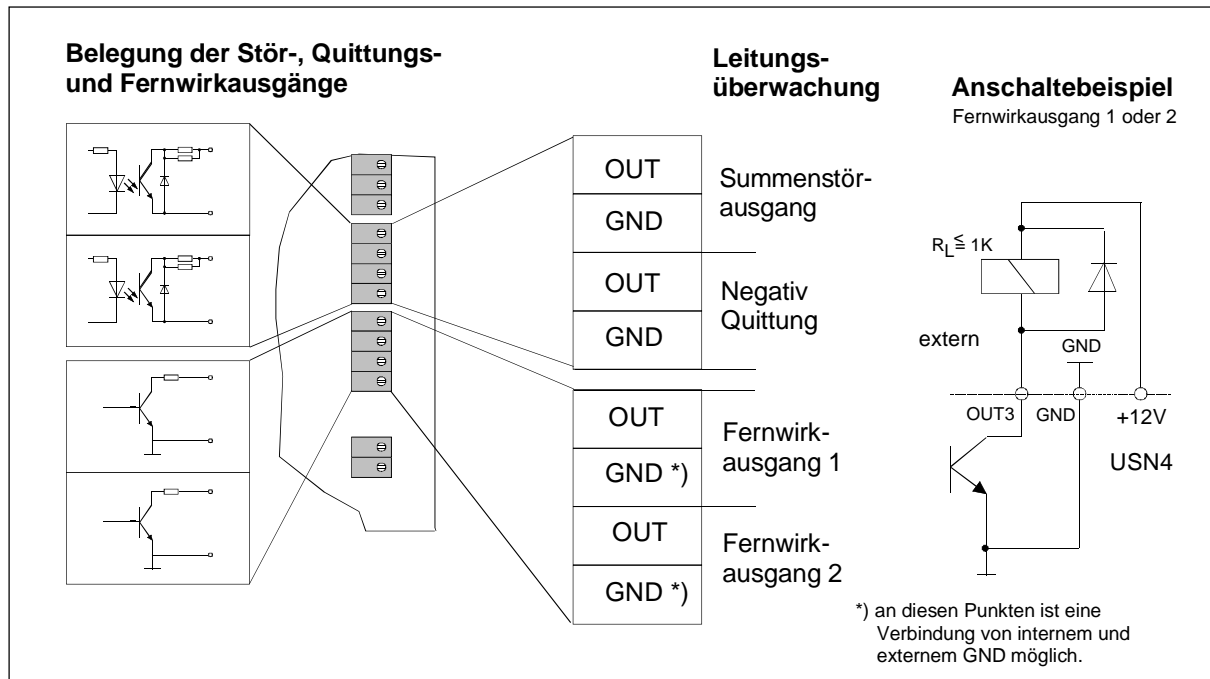 Belegung der Stör-, Quittungs-
und Fernwirkausgänge
Leitungs-
überwachung
Anschaltebeispiel
Fernwirkausgang 1 oder 2
OUT
GND
Summenstör-
ausgang
OUT
GND
Negativ
Quittung
OUT
GND *)
Fernwirk-
ausgang 1
OUT
GND *)
Fernwirk-
ausgang 2
RL ≦ 1K
extern
GND
OUT3
GND
+12V
USN4
*) an diesen Punkten ist eine
Verbindung von internem und
externem GND möglich.